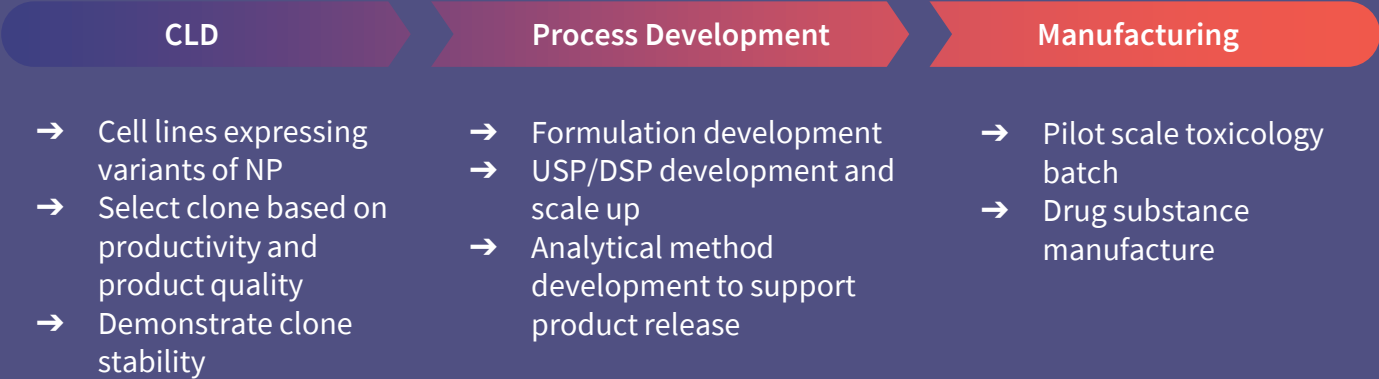 CLD
➔ Cell lines expressing
variants of NP
➔ Select clone based on
productivity and
product quality
➔ Demonstrate clone
stability
Process Development
➔ Formulation development
➔ USP/DSP development and
scale up
➔ Analytical method
development to support
product release
Manufacturing
➔ Pilot scale toxicology
batch
➔ Drug substance
manufacture